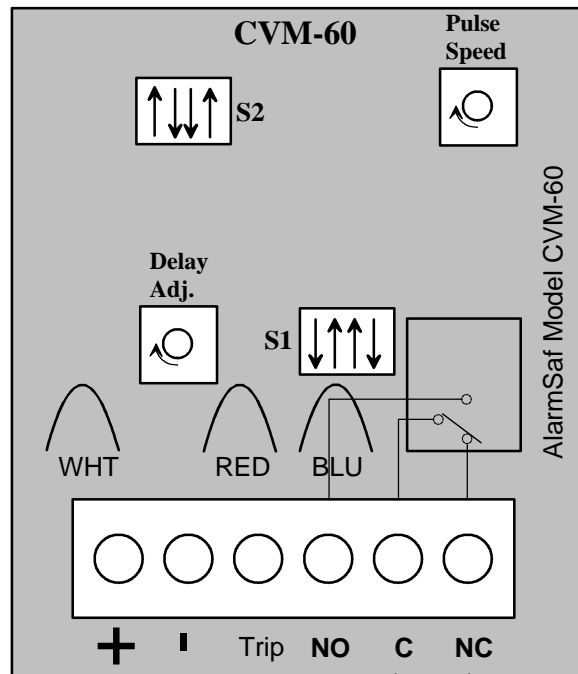 CVM-60
Pulse
Speed
S2
AlarmSaf Model CVM-60
Delay
Adj.
S1
WHT
RED
BLU
+ - Trip NO C NC